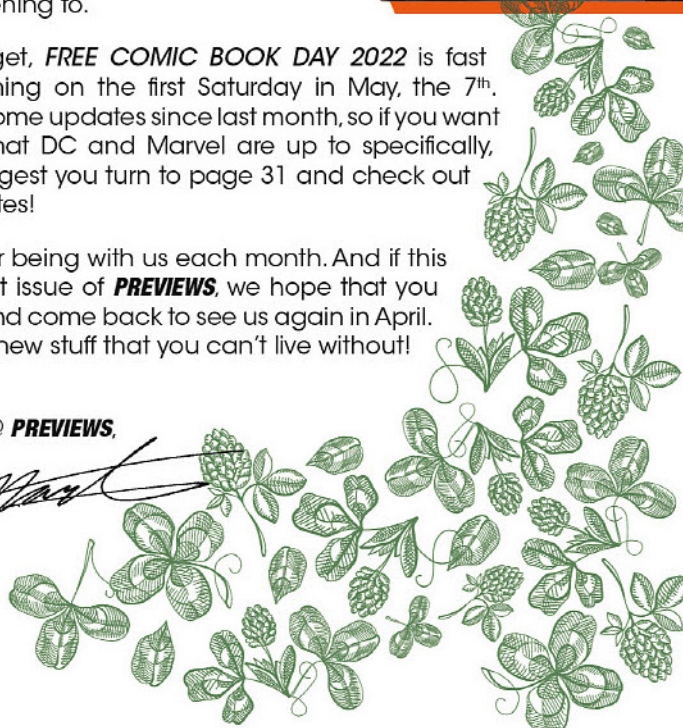 ening to.
get, FREE COMIC BOOK DAY 2022 is fast
ning on the first Saturday in May, the 7th.
ome updates since last month, so if you want
hat DC and Marvel are up to specifically,
gest you turn to page 31 and check out
tes!
r being with us each month. And if this
t issue of PREVIEWS, we hope that you
nd come back to see us again in April.
new stuff that you can't live without!
@ PREVIEWS,